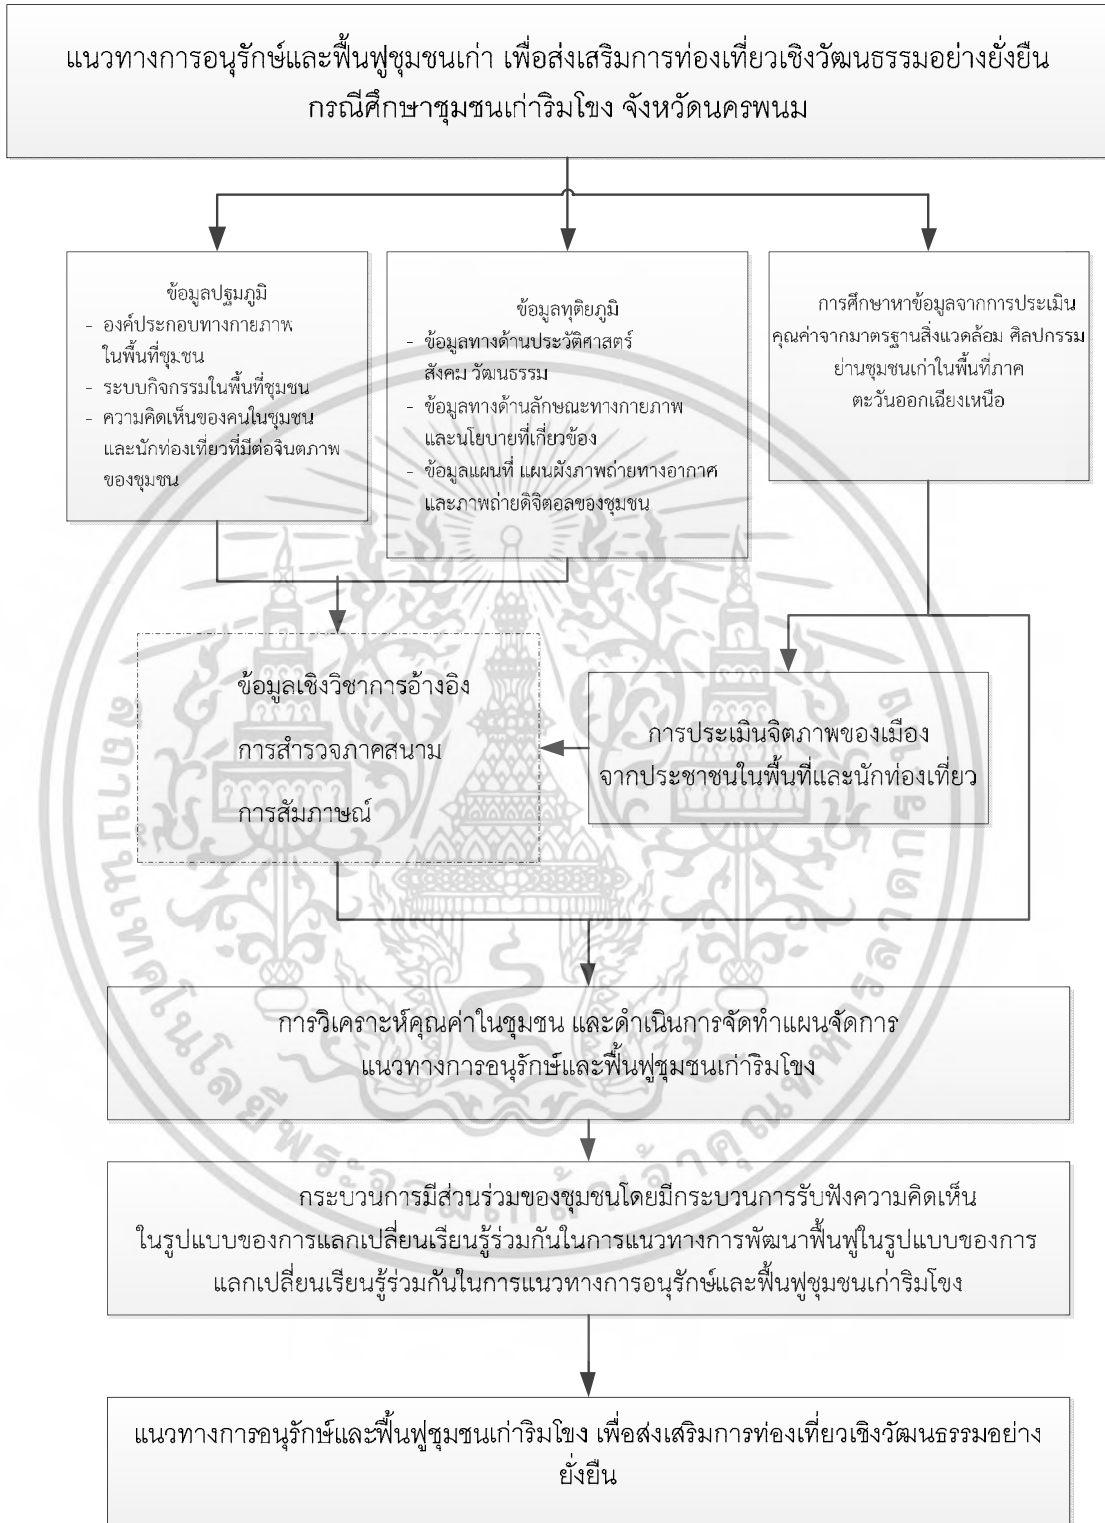 แนวทางการอนุรักษ์และฟื้นฟูชุมชนเก่า เพื่อส่งเสริมการท่องเที่ยวเชิงวัฒนธรรมอย่างยั่งยืน
กรณีศึกษาชุมชนเก่าริมโขง จังหวัดนครพนม
ข้อมูลปฐมภูมิ
- องค์ประกอบทางกายภาพ
ในพื้นที่ชุมชน
- ระบบกิจกรรมในพื้นที่ชุมชน
- ความคิดเห็นของคนในชุมชน
และนักท่องเที่ยวที่มีต่อจินตภาพ
ของชุมชน
ข้อมูลทุติยภูมิ
- ข้อมูลทางด้านประวัติศาสตร์
สังคม วัฒนธรรม
- ข้อมูลทางด้านลักษณะทางกายภาพ
และนโยบายที่เกี่ยวข้อง
- ข้อมูลแผนที่ แผนผังภาพถ่ายทางอากาศ
และภาพถ่ายดิจิตอลของชุมชน
การศึกษาหาข้อมูลจากการประเมิน
คุณค่าจากมาตรฐานสิ่งแวดล้อม ศิลปกรรม
ย่านชุมชนเก่าในพื้นที่ภาค
ตะวันออกเฉียงเหนือ
ข้อมูลเชิงวิชาการอ้างอิง
การสำรวจภาคสนาม
การสัมภาษณ์
การประเมินจิตภาพของเมือง
จากประชาชนในพื้นที่และนักท่องเที่ยว
การวิเคราะห์คุณค่าในชุมชน และดำเนินการจัดทำแผนจัดการ
แนวทางการอนุรักษ์และฟื้นฟูชุมชนเก่าริมโขง
กระบวนการมีส่วนร่วมของชุมชนโดยมีกระบวนการรับฟังความคิดเห็น
ในรูปแบบของการแลกเปลี่ยนเรียนรู้ร่วมกันในการแนวทางการพัฒนาฟื้นฟูในรูปแบบของการ
แลกเปลี่ยนเรียนรู้ร่วมกันในการแนวทางการอนุรักษ์และฟื้นฟูชุมชนเก่าริมโขง
แนวทางการอนุรักษ์และฟื้นฟูชุมชนเก่าริมโขง เพื่อส่งเสริมการท่องเที่ยวเชิงวัฒนธรรมอย่าง
ยั่งยืน
สถาบันเทคโนโลยีพระจอมเกล้าเจ้าคุณทหารลาดกระบัง